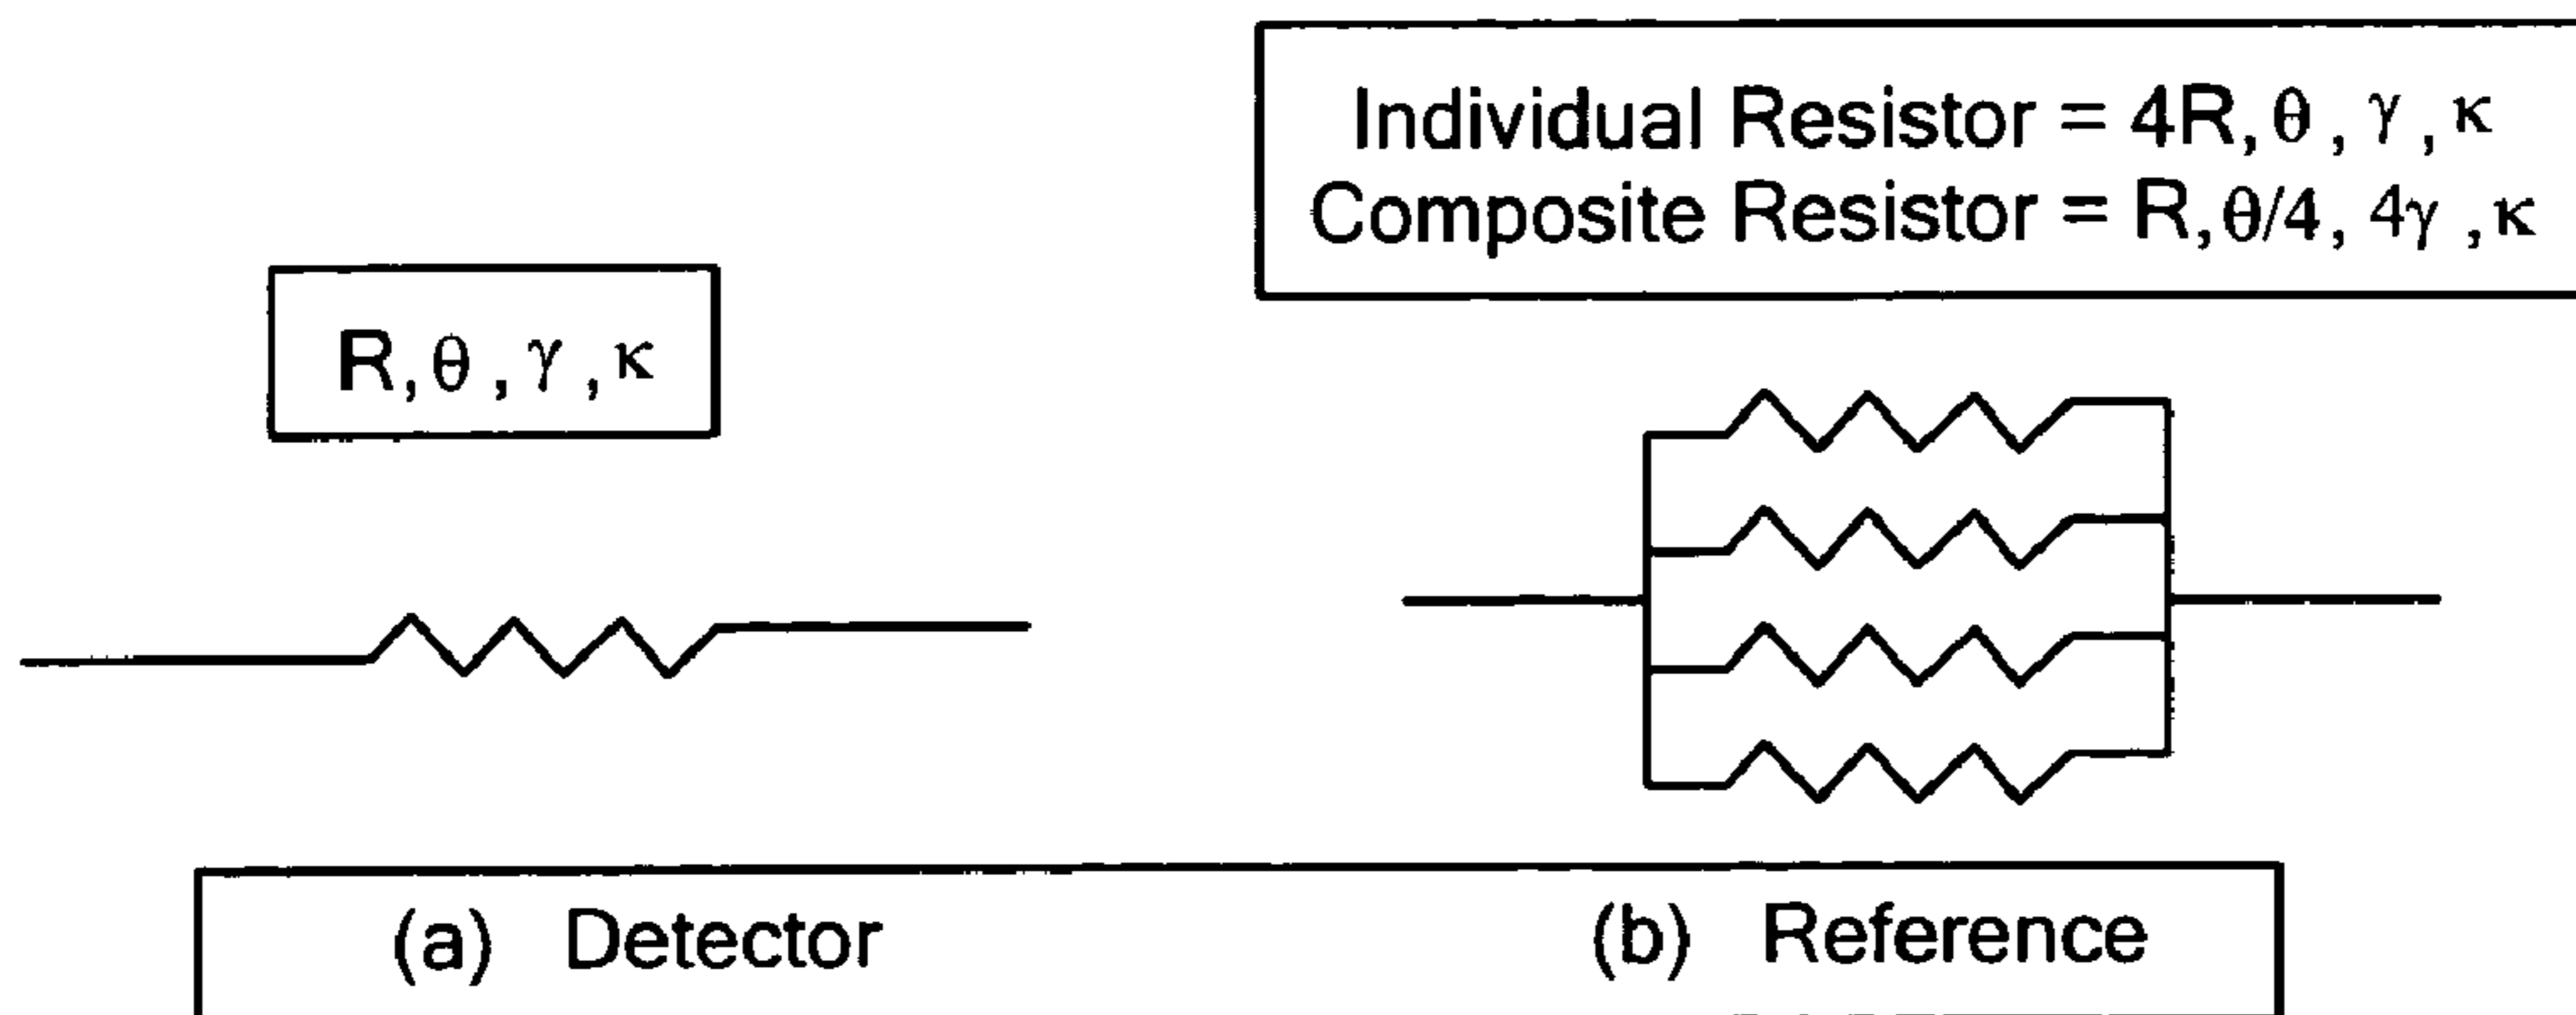 Individual Resistor = 4R, θ, γ, κ
Composite Resistor = R, θ/4, 4γ, κ
R, θ, γ, κ
(a) Detector
(b) Reference